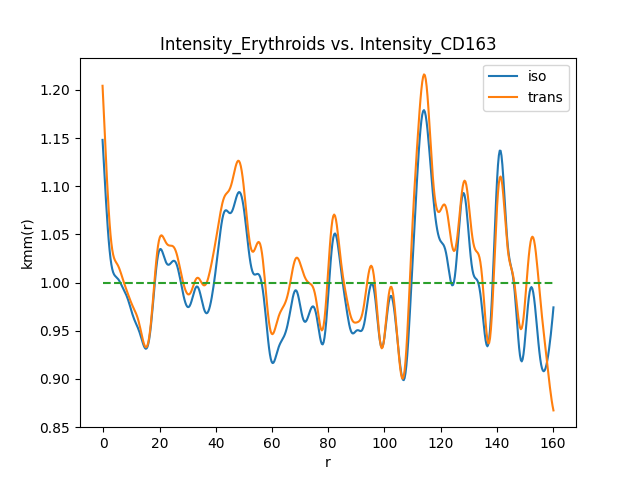 Intensity_Erythroids vs. Intensity_CD163
iso
trans
kmm(r)
1.20
1.15
1.10
1.05
1.00
0.95
0.90
0.85
0 20 40 60 80 100 120 140 160
r